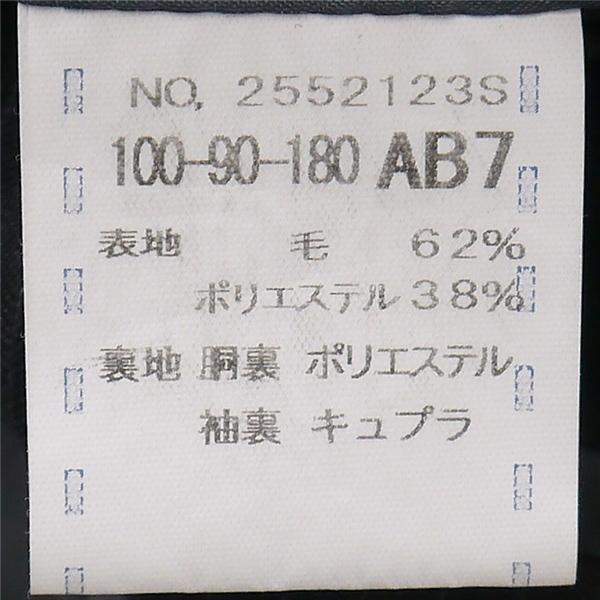 NO. 2552123S
100-90-180 AB7
表地 毛 62%
ポリエステル 38%
裏地 胴裏 ポリエステル
袖裏 キュプラ